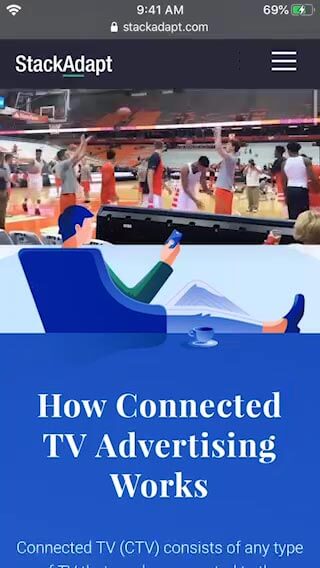 9:41 AM
69%
stackadapt.com
StackAdapt
How Connected
TV Advertising
Works
Connected TV (CTV) consists of any type